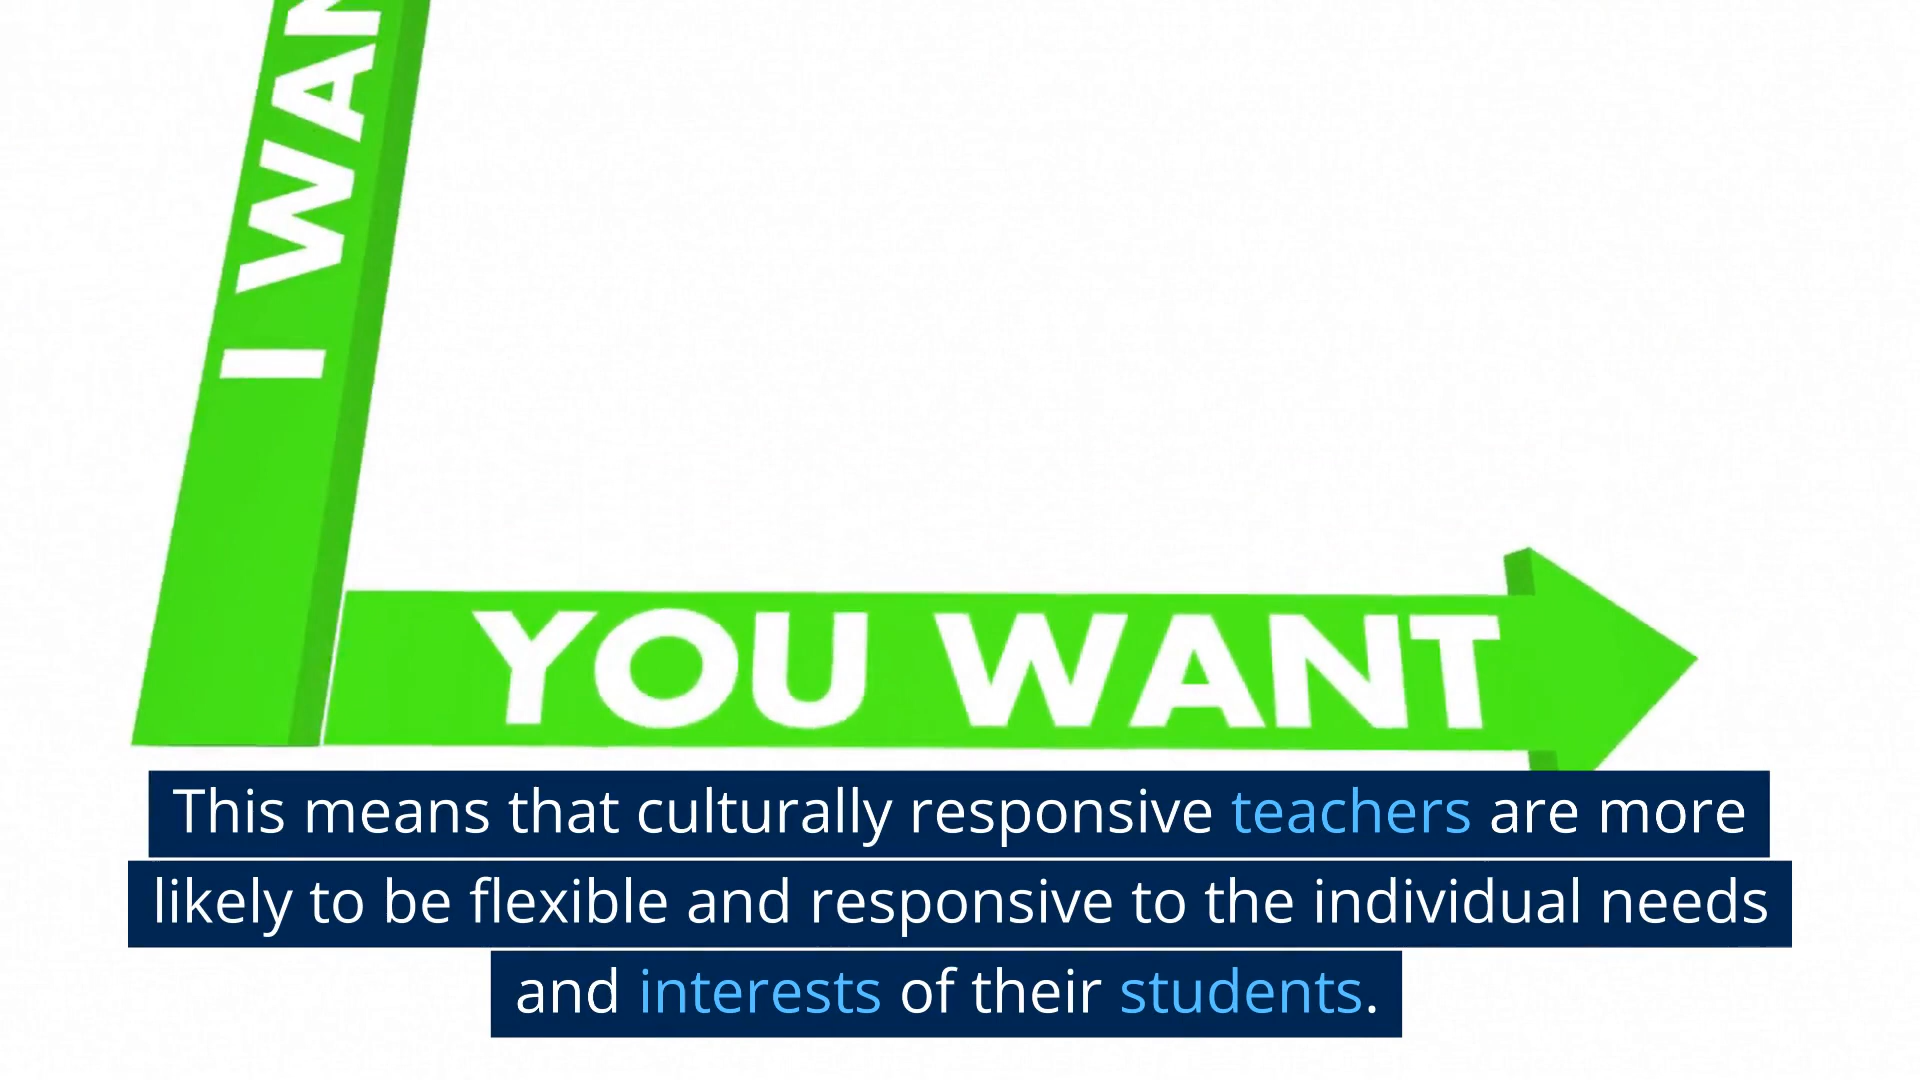 I WAN
YOU WANT
This means that culturally responsive teachers are more
likely to be flexible and responsive to the individual needs
and interests of their students.